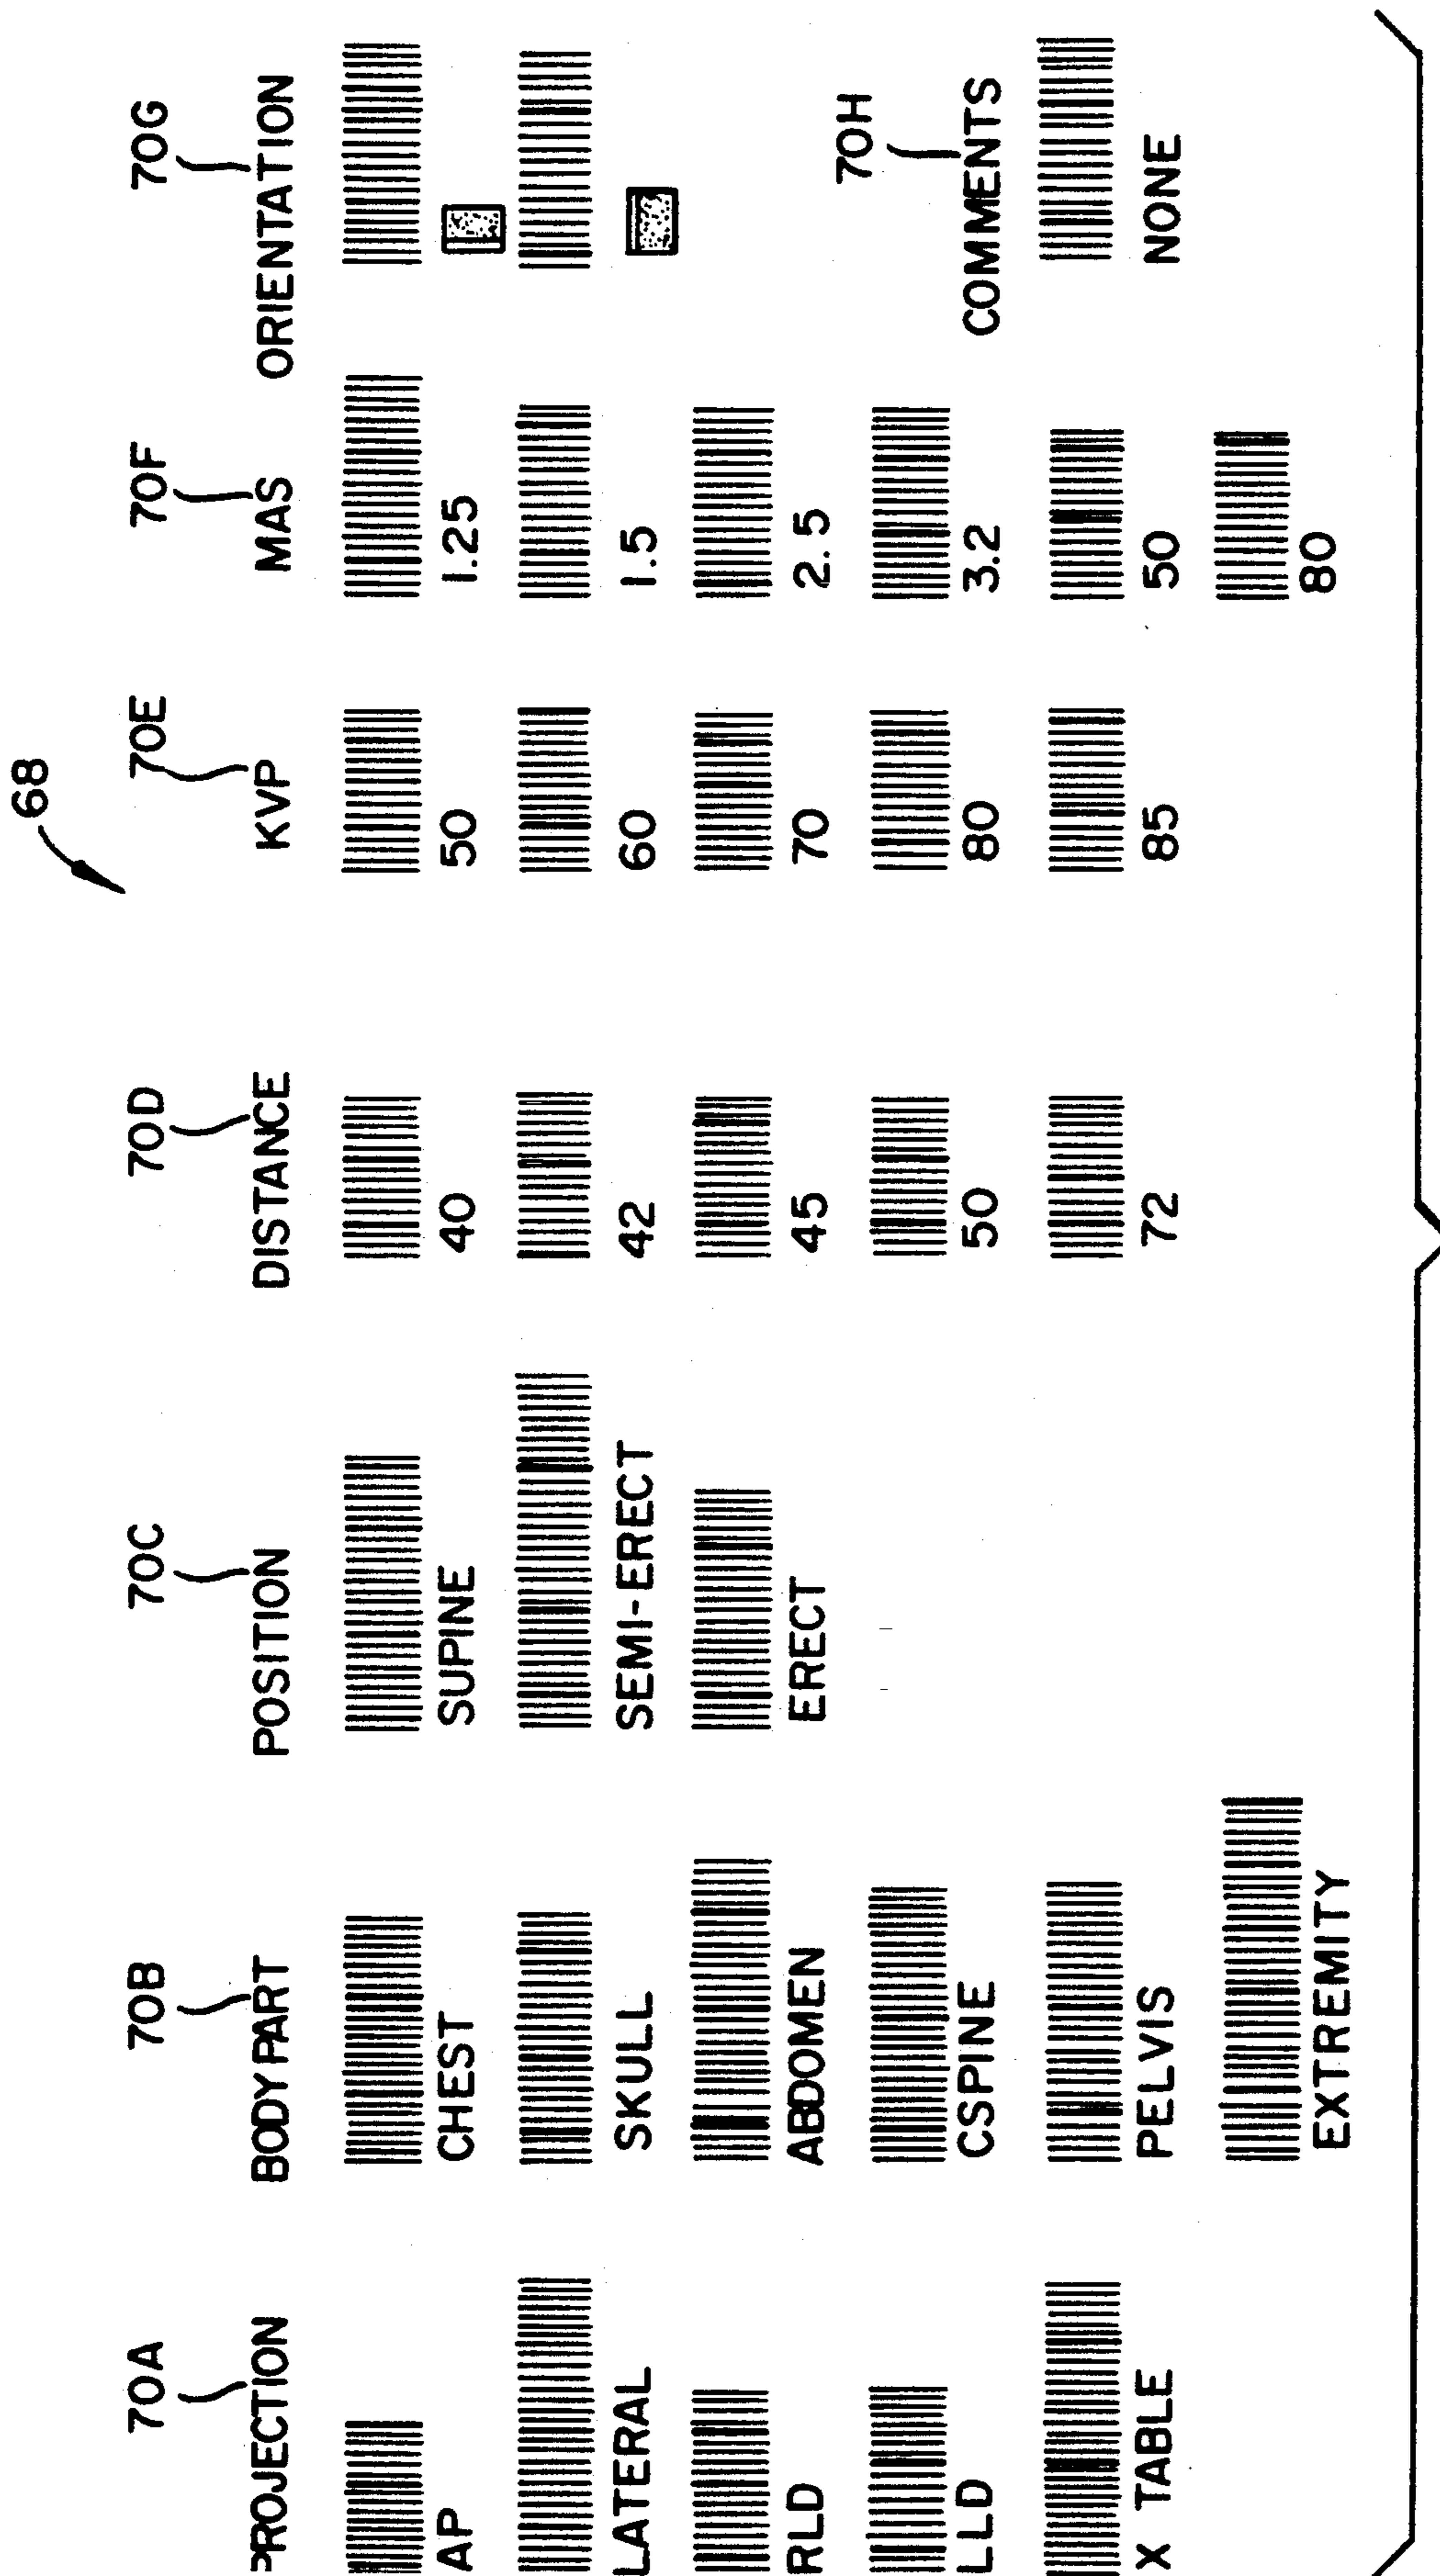 68
70A
70B
70C
70D
70E
70F
70G
PROJECTION
BODYPART
POSITION
DISTANCE
KVP
MAS
ORIENTATION
AP
CHEST
SUPINE
40
50
1.25
LATERAL
SKULL
SEMI-ERECT
42
60
1.5
RLD
ABDOMEN
ERECT
45
70
2.5
70H
LLD
CSPINE
50
80
3.2
COMMENTS
X TABLE
PELVIS
72
85
50
NONE
EXTREMITY
80